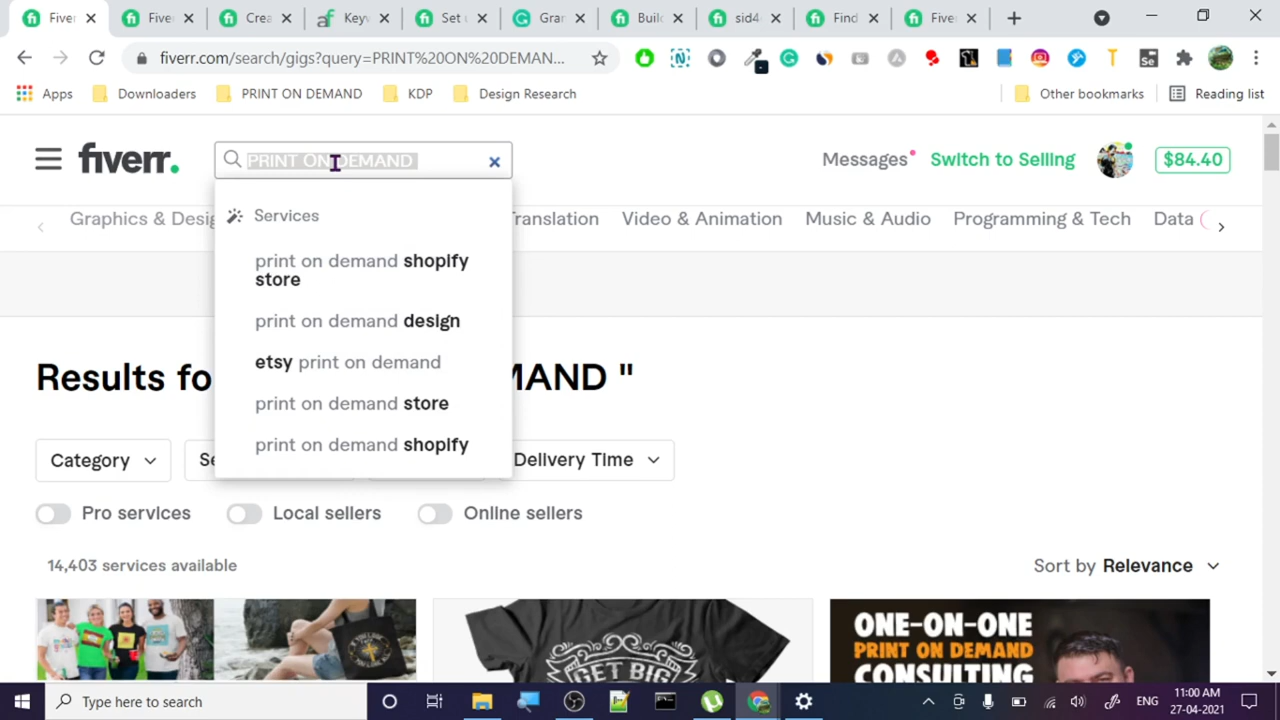 Fiver
Fiver
Crea
Keyv
Set u
Gran
Build
sid4
Find
Fiver
fiverr.com/search/gigs?query=PRINT%20ON%20DEMAN...
Apps
Downloaders
PRINT ON DEMAND
KDP
Design Research
Other bookmarks
Reading list
fiverr.
PRINT ON DEMAND
Messages
Switch to Selling
$84.40
Graphics & Desig
Translation
Video & Animation
Music & Audio
Programming & Tech
Data
Services
print on demand shopify
store
print on demand design
etsy print on demand
print on demand store
print on demand shopify
Results fo
MAND "
Category
Se
Delivery Time
Pro services
Local sellers
Online sellers
14,403 services available
Sort by Relevance
GET BIG
ONE-ON-ONE
PRINT ON DEMAND
CONSULTING
Type here to search
ENG
11:00 AM
27-04-2021